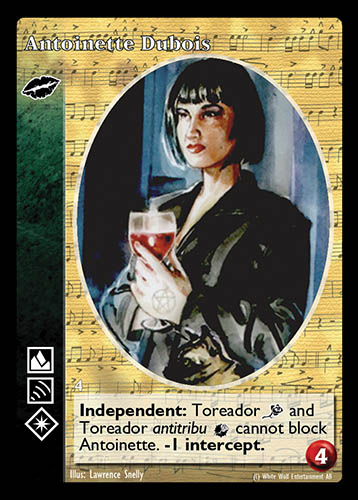 Antoinette Dubois
4
Independent: Toreador and
Toreador antitribu cannot block
Antoinette. -1 intercept.
4
Illus: Lawrence Snelly
(C) White Wolf Entertainment AB